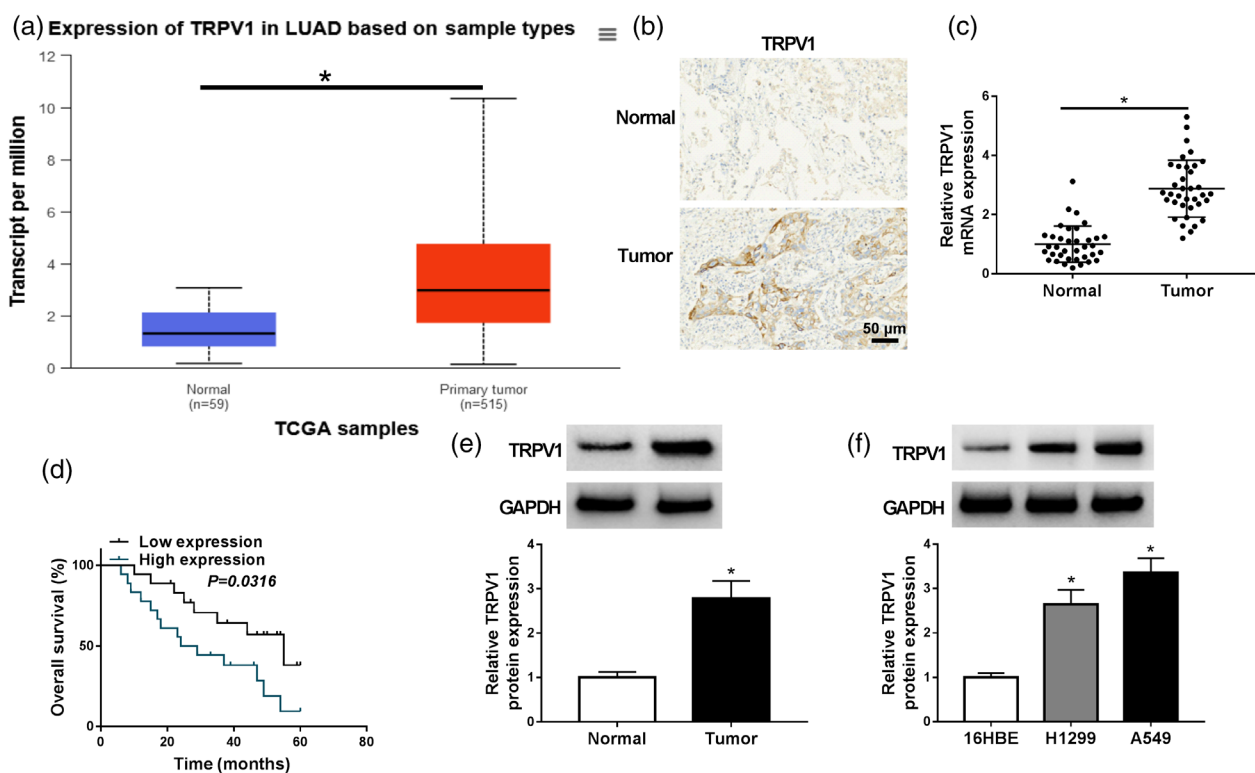 (a)
Expression of TRPV1 in LUAD based on sample types
*
Transcript per million
12
10
8
6
4
2
0
Normal
(n=59)
Primary tumor
(n=515)
TCGA samples
(b)
TRPV1
Normal
Tumor
50 µm
(c)
*
Relative TRPV1
mRNA expression
6
4
2
0
Normal
Tumor
(d)
Low expression
High expression
P=0.0316
Overall survival (%)
100
50
0
0
20
40
60
80
Time (months)
(e)
TRPV1
GAPDH
*
Relative TRPV1
protein expression
4
3
2
1
0
Normal
Tumor
(f)
TRPV1
GAPDH
*
*
Relative TRPV1
protein expression
4
3
2
1
0
16HBE
H1299
A549